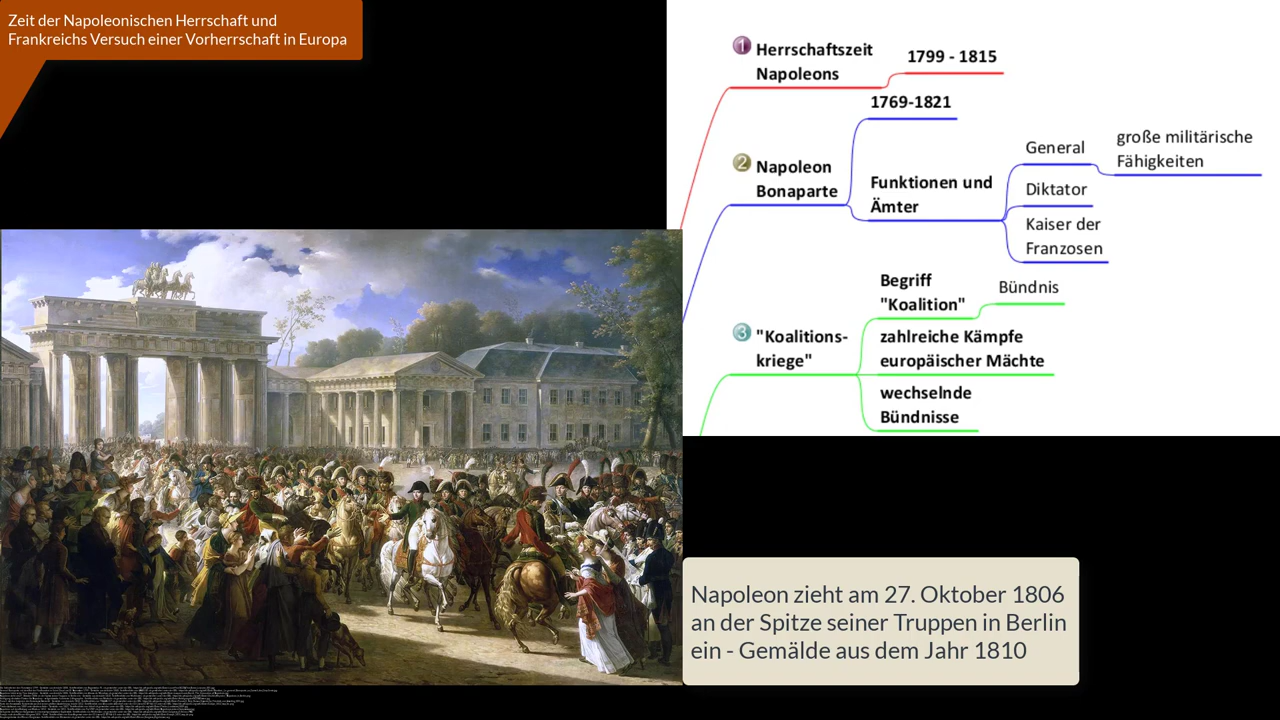 Zeit der Napoleonischen Herrschaft und
Frankreichs Versuch einer Vorherrschaft in Europa
1 Herrschaftszeit
Napoleons
1799 - 1815
2 Napoleon
Bonaparte
1769-1821
Funktionen und
Ämter
General
große militärische
Fähigkeiten
Diktator
Kaiser der
Franzosen
3 "Koalitions-
kriege"
Begriff
"Koalition"
Bündnis
zahlreiche Kämpfe
europäischer Mächte
wechselnde
Bündnisse
Napoleon zieht am 27. Oktober 1806
an der Spitze seiner Truppen in Berlin
ein - Gemälde aus dem Jahr 1810